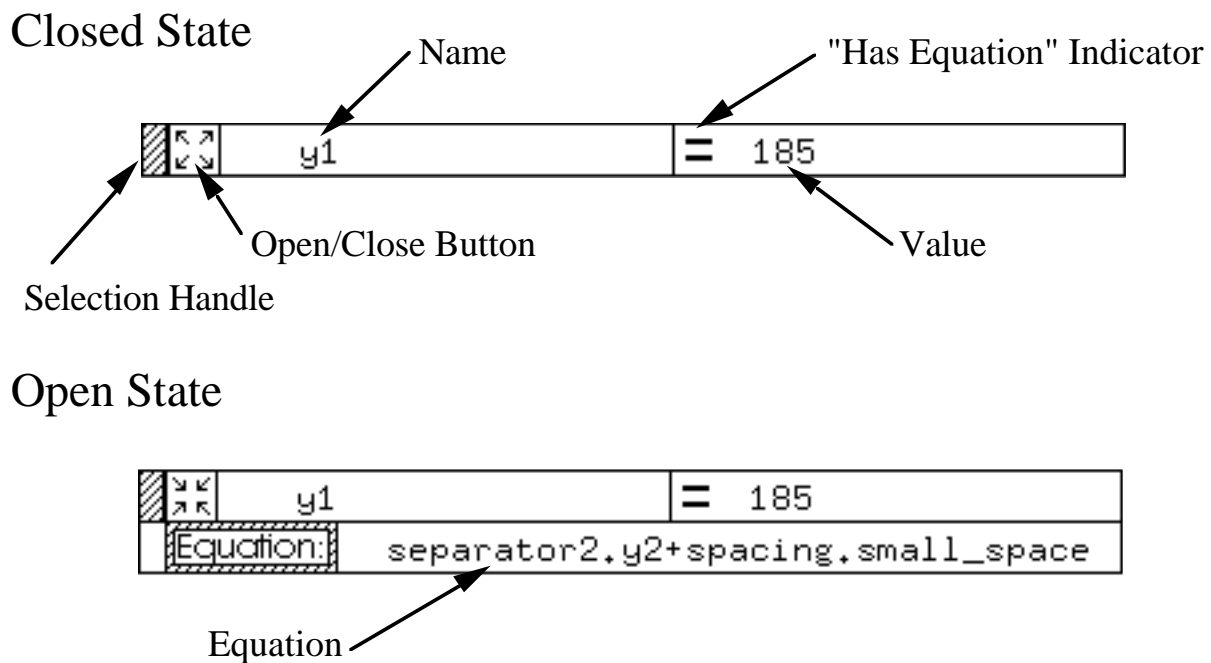 Closed State
Name
"Has Equation" Indicator
y1 = 185
Open/Close Button
Value
Selection Handle
Open State
y1 = 185
Equation: separator2.y2+spacing.small_space
Equation